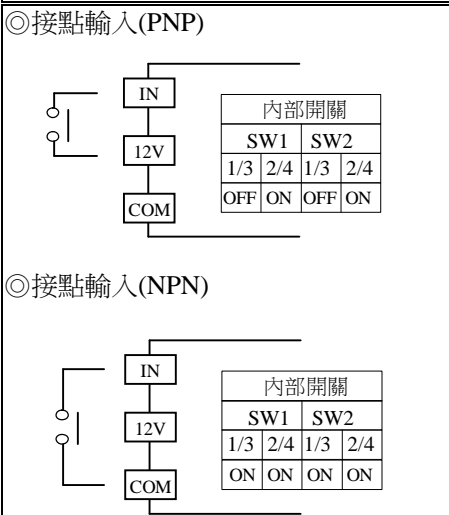 ◎接點輸入(PNP)
IN
12V
COM
內部開關
SW1 SW2
1/3 2/4 1/3 2/4
OFF ON OFF ON
◎接點輸入(NPN)
IN
12V
COM
內部開關
SW1 SW2
1/3 2/4 1/3 2/4
ON ON ON ON